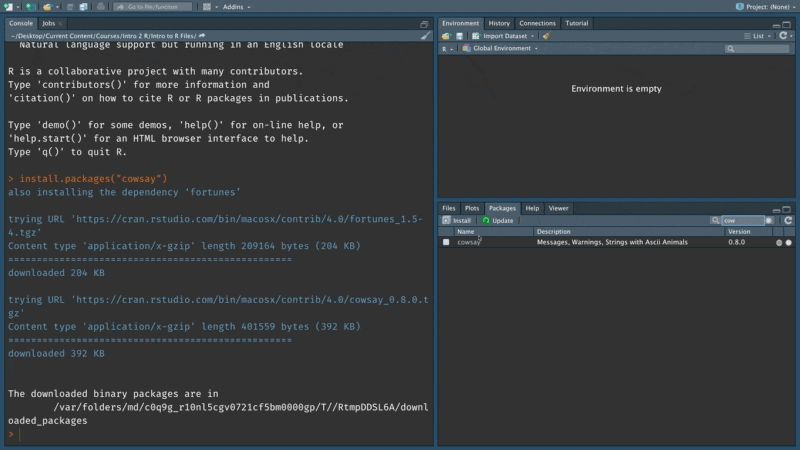 Go to file/function
Addins
Project: (None)
Console Jobs
~/Desktop/Current Content/Courses/Intro 2 R/Intro to R Files/
Natural language support but running in an English locale
R is a collaborative project with many contributors.
Type 'contributors()' for more information and
'citation()' on how to cite R or R packages in publications.
Type 'demo()' for some demos, 'help()' for on-line help, or
'help.start()' for an HTML browser interface to help.
Type 'q()' to quit R.
> install.packages("cowsay")
also installing the dependency ‘fortunes’
trying URL 'https://cran.rstudio.com/bin/macosx/contrib/4.0/fortunes_1.5-
4.tgz'
Content type 'application/x-gzip' length 209164 bytes (204 KB)
==================================================
downloaded 204 KB
trying URL 'https://cran.rstudio.com/bin/macosx/contrib/4.0/cowsay_0.8.0.t
gz'
Content type 'application/x-gzip' length 401559 bytes (392 KB)
==================================================
downloaded 392 KB
The downloaded binary packages are in
/var/folders/md/c0q9g_r10nl5cgv0721cf5bm0000gp/T//RtmpDDSL6A/downl
oaded_packages
>
Environment History Connections Tutorial
Import Dataset
List
R Global Environment
Environment is empty
Files Plots Packages Help Viewer
Install Update
cow
Name Description Version
cowsay Messages, Warnings, Strings with Ascii Animals 0.8.0